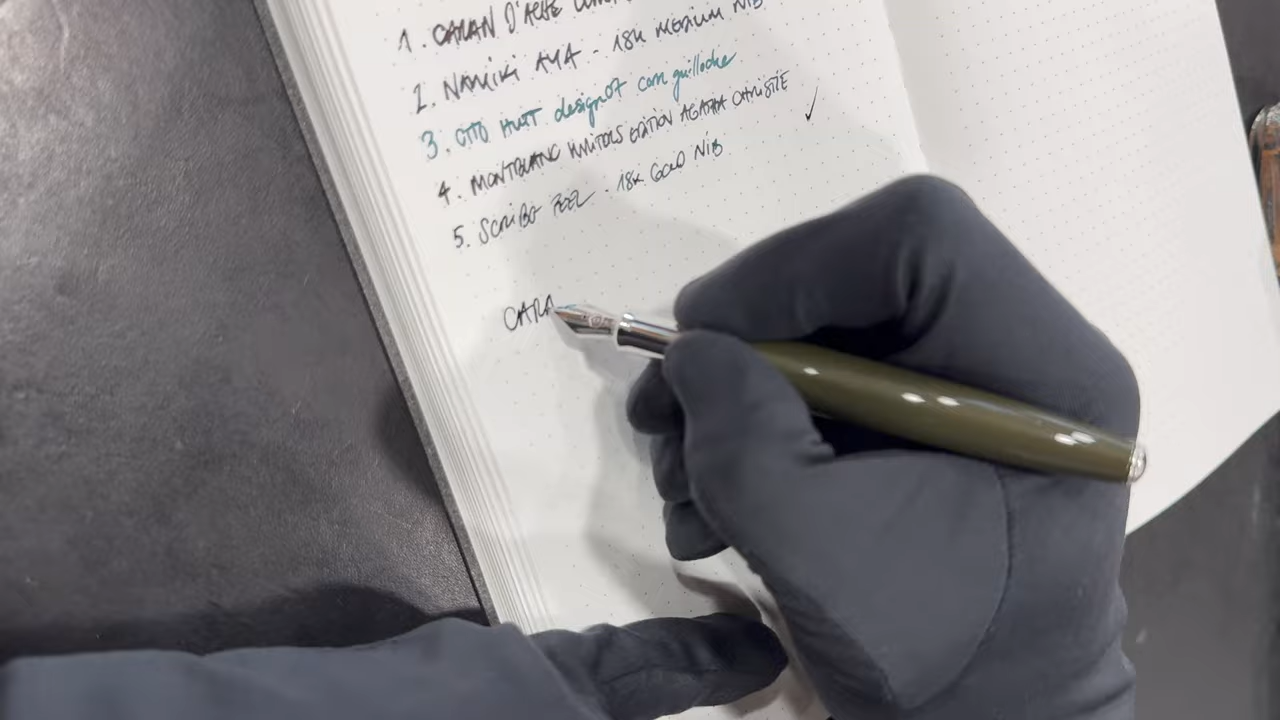 1. CARAN D'ACHE
2. NAMIKI AYA - 18K MEDIUM NIB
3. OTTO HUTT design07 com guilloche
4. MONTBLANC WRITERS EDITION AGATHA CHRISTIE ✓
5. SCRIBO FEEL - 18K GOLD NIB
CARA